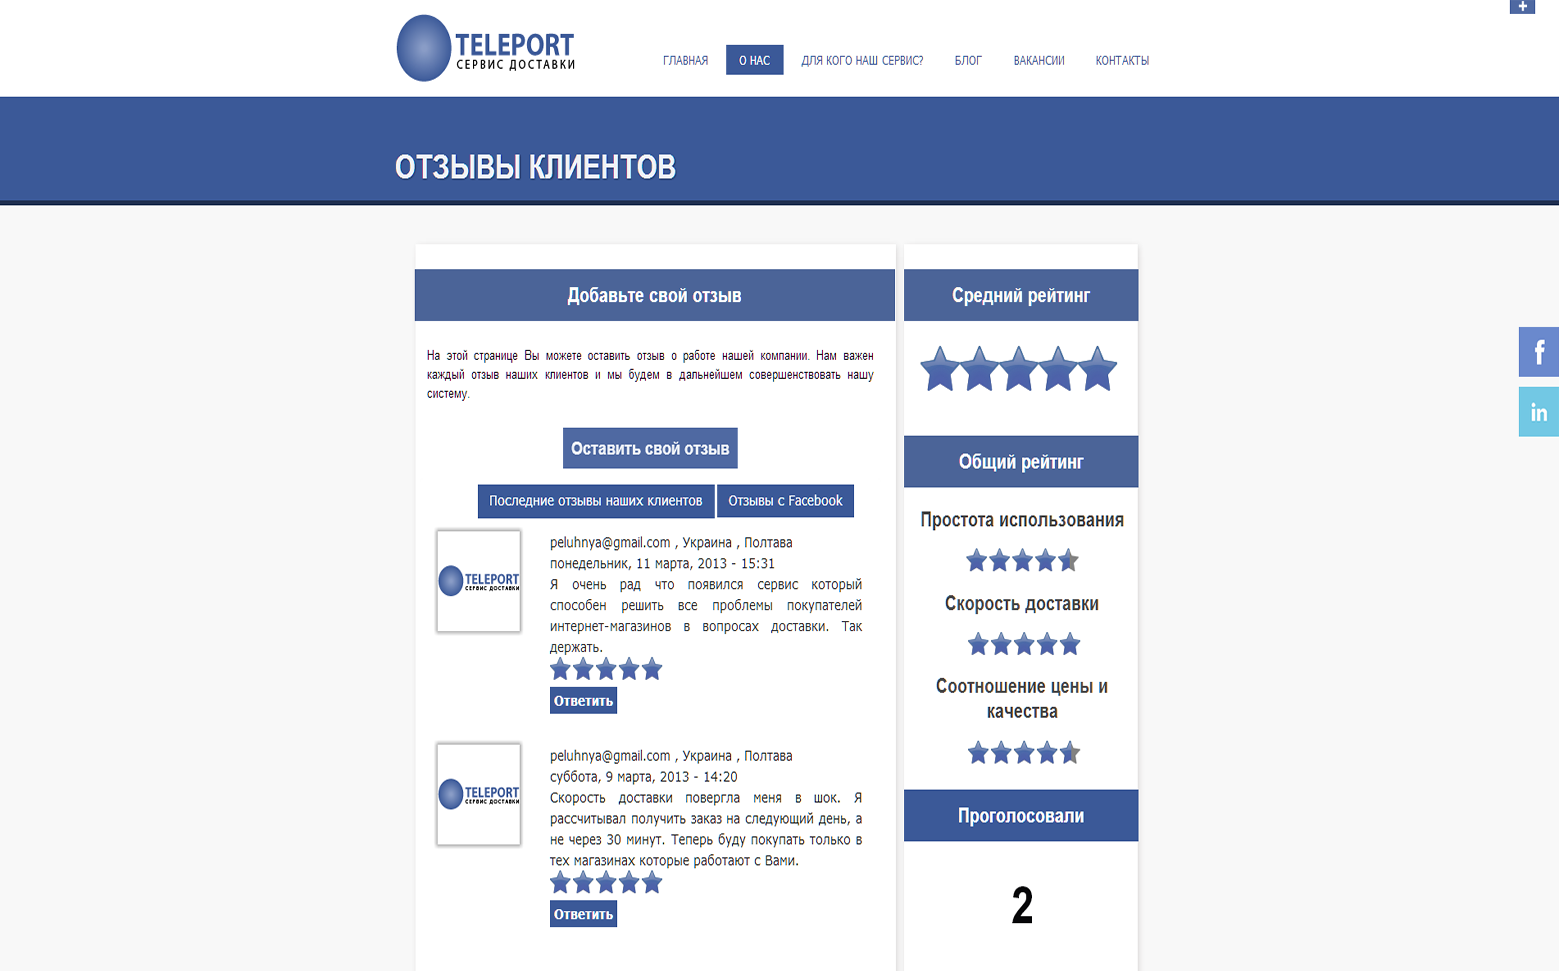 TELEPORT
СЕРВИС ДОСТАВКИ
ГЛАВНАЯ
О НАС
ДЛЯ КОГО НАШ СЕРВИС?
БЛОГ
ВАКАНСИИ
КОНТАКТЫ
+
ОТЗЫВЫ КЛИЕНТОВ
Добавьте свой отзыв
На этой странице Вы можете оставить отзыв о работе нашей компании. Нам важен
каждый отзыв наших клиентов и мы будем в дальнейшем совершенствовать нашу
систему.
Оставить свой отзыв
Последние отзывы наших клиентов
Отзывы с Facebook
TELEPORT
СЕРВИС ДОСТАВКИ
peluhnya@gmail.com , Украина , Полтава
понедельник, 11 марта, 2013 - 15:31
Я очень рад что появился сервис который
способен решить все проблемы покупателей
интернет-магазинов в вопросах доставки. Так
держать.
Ответить
TELEPORT
СЕРВИС ДОСТАВКИ
peluhnya@gmail.com , Украина , Полтава
суббота, 9 марта, 2013 - 14:20
Скорость доставки повергла меня в шок. Я
рассчитывал получить заказ на следующий день, а
не через 30 минут. Теперь буду покупать только в
тех магазинах которые работают с Вами.
Ответить
Средний рейтинг
Общий рейтинг
Простота использования
Скорость доставки
Соотношение цены и
качества
Проголосовали
2
f
in